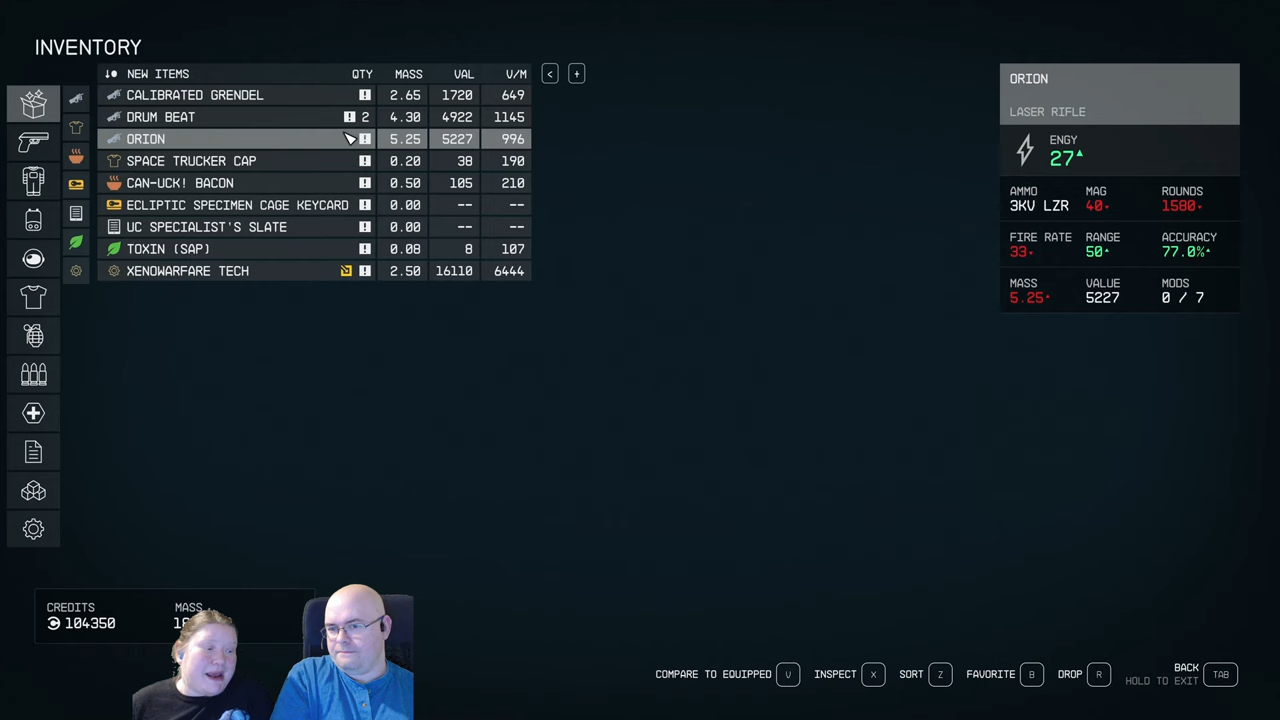 INVENTORY
NEW ITEMS QTY MASS VAL V/M < +
CALIBRATED GRENDEL ! 2.65 1720 649
DRUM BEAT ! 2 4.30 4922 1145
ORION ! 5.25 5227 996
SPACE TRUCKER CAP ! 0.20 38 190
CAN-UCK! BACON ! 0.50 105 210
ECLIPTIC SPECIMEN CAGE KEYCARD ! 0.00 -- --
UC SPECIALIST'S SLATE ! 0.00 -- --
TOXIN (SAP) ! 0.08 8 107
XENOWARFARE TECH ! 2.50 16110 6444
ORION
LASER RIFLE
ENGY
27
AMMO MAG ROUNDS
3KV LZR 40 1580
FIRE RATE RANGE ACCURACY
33 50 77.0%
MASS VALUE MODS
5.25 5227 0 / 7
CREDITS MASS
104350
COMPARE TO EQUIPPED V INSPECT X SORT Z FAVORITE B DROP R BACK TAB
HOLD TO EXIT